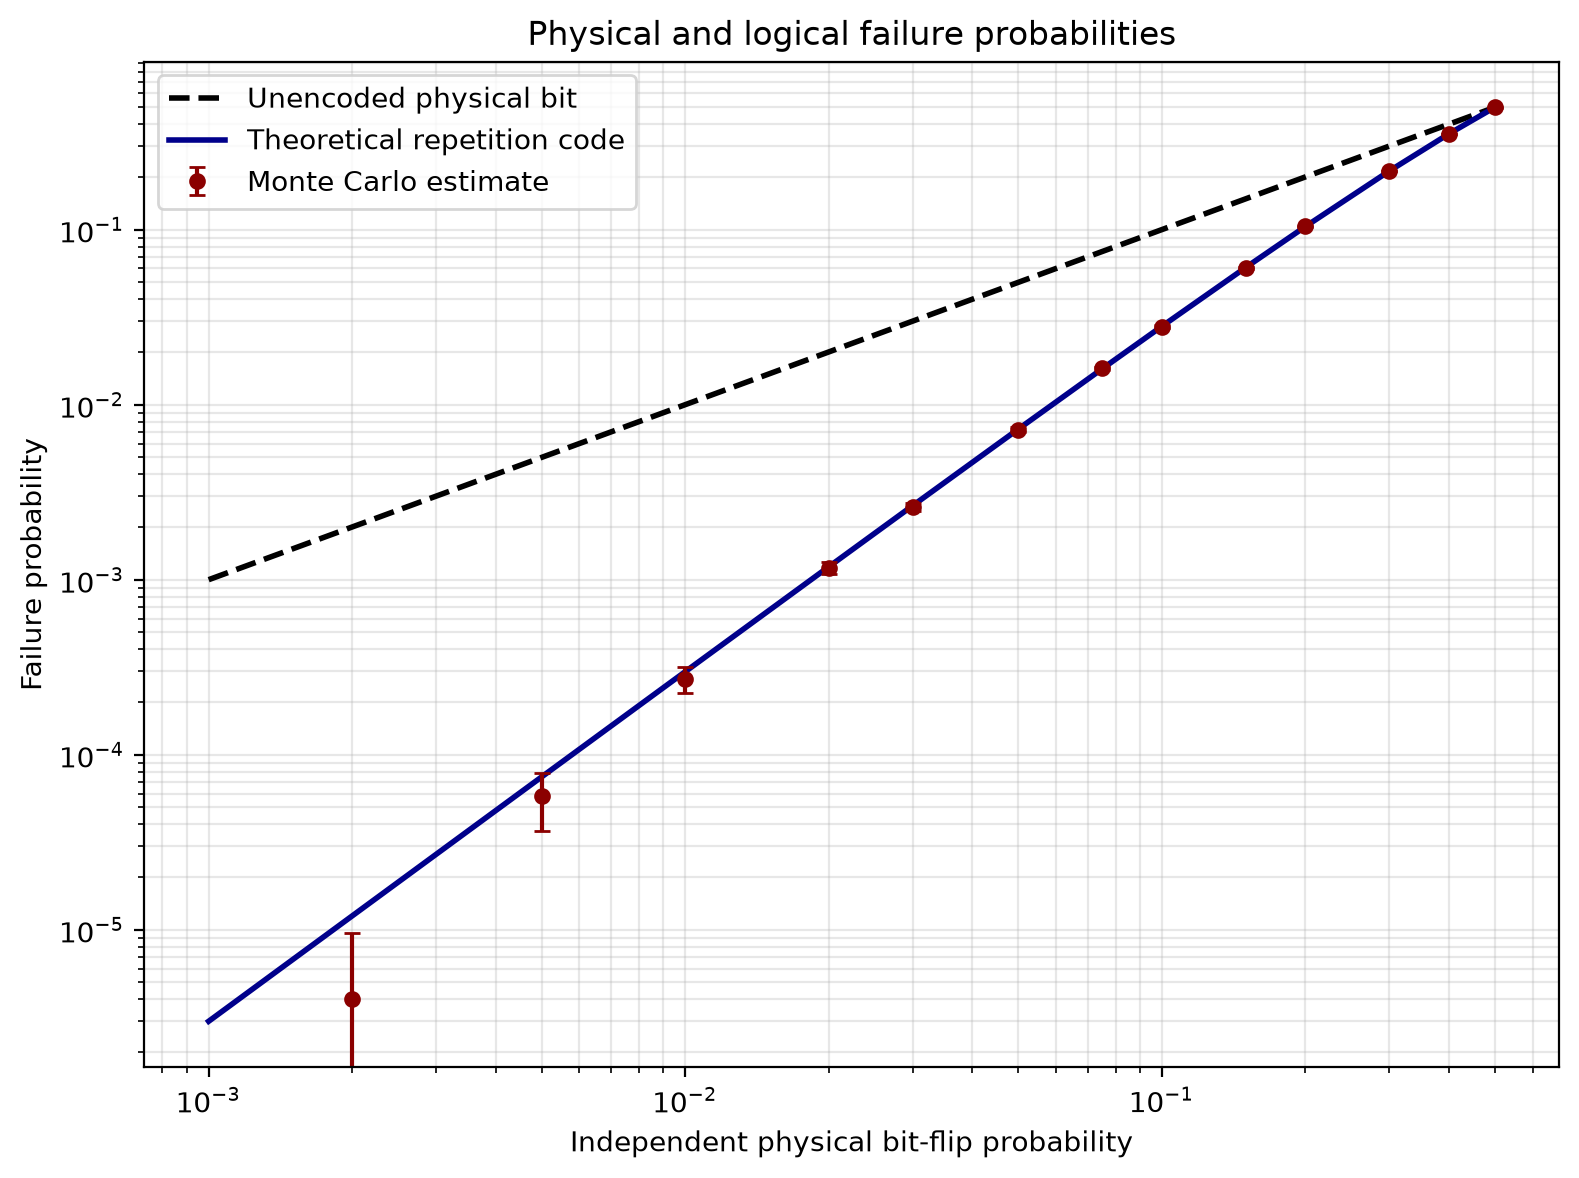 Physical and logical failure probabilities
Unencoded physical bit
Theoretical repetition code
Monte Carlo estimate
Failure probability
10⁻¹
10⁻²
10⁻³
10⁻⁴
10⁻⁵
10⁻³ 10⁻² 10⁻¹
Independent physical bit-flip probability